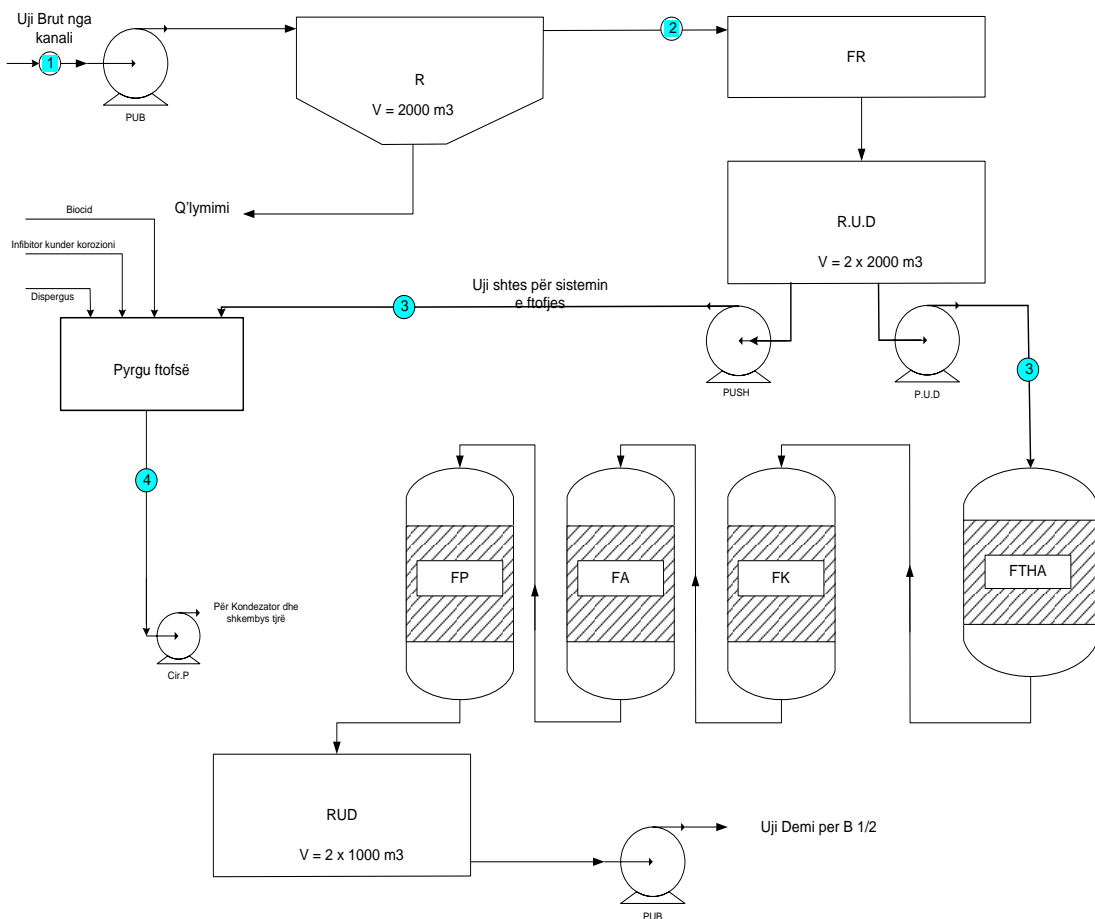 Uji Brut nga
kanali
1
PUB
R
V = 2000 m3
2
FR
Q'lymimi
R.U.D
V = 2 x 2000 m3
Biocid
Infibitor kunder korozioni
Dispergus
Uji shtes për sistemin
e ftofjes
3
PUSH
P.U.D
3
Pyrgu ftofsë
4
Për Kondezator dhe
shkembys tjrë
Cir.P
FP
FA
FK
FTHA
RUD
V = 2 x 1000 m3
Uji Demi per B 1/2
PUB